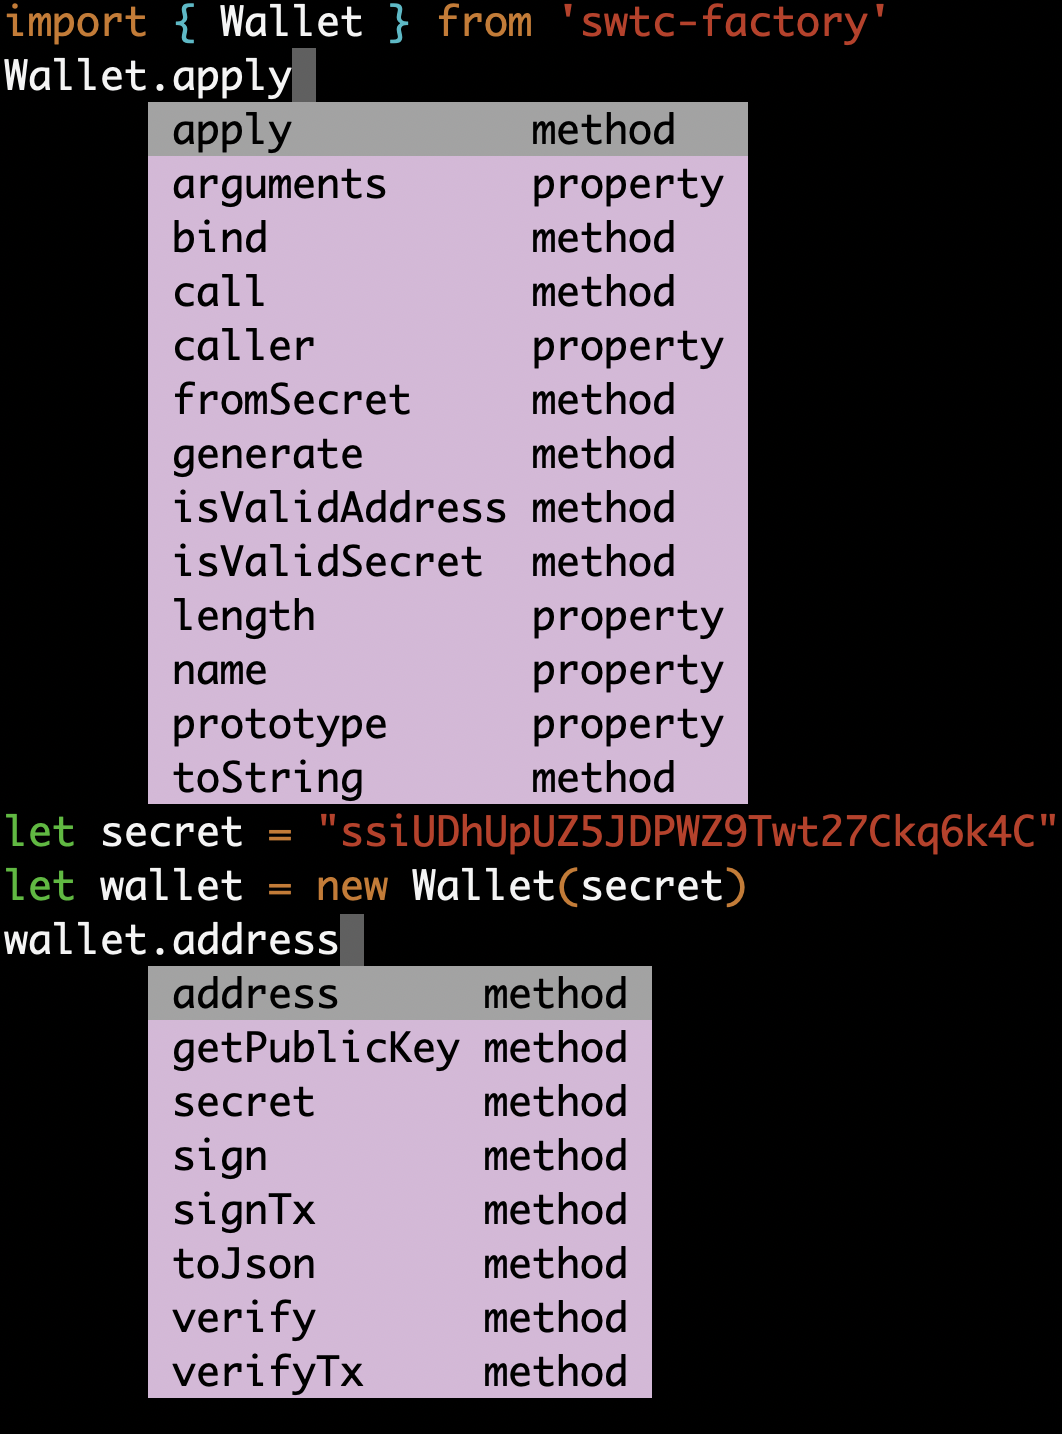 import { Wallet } from 'swtc-factory'
Wallet.apply
apply method
arguments property
bind method
call method
caller property
fromSecret method
generate method
isValidAddress method
isValidSecret method
length property
name property
prototype property
toString method
let secret = "ssiUDhUpUZ5JDPWZ9Twt27Ckq6k4C"
let wallet = new Wallet(secret)
wallet.address
address method
getPublicKey method
secret method
sign method
signTx method
toJson method
verify method
verifyTx method